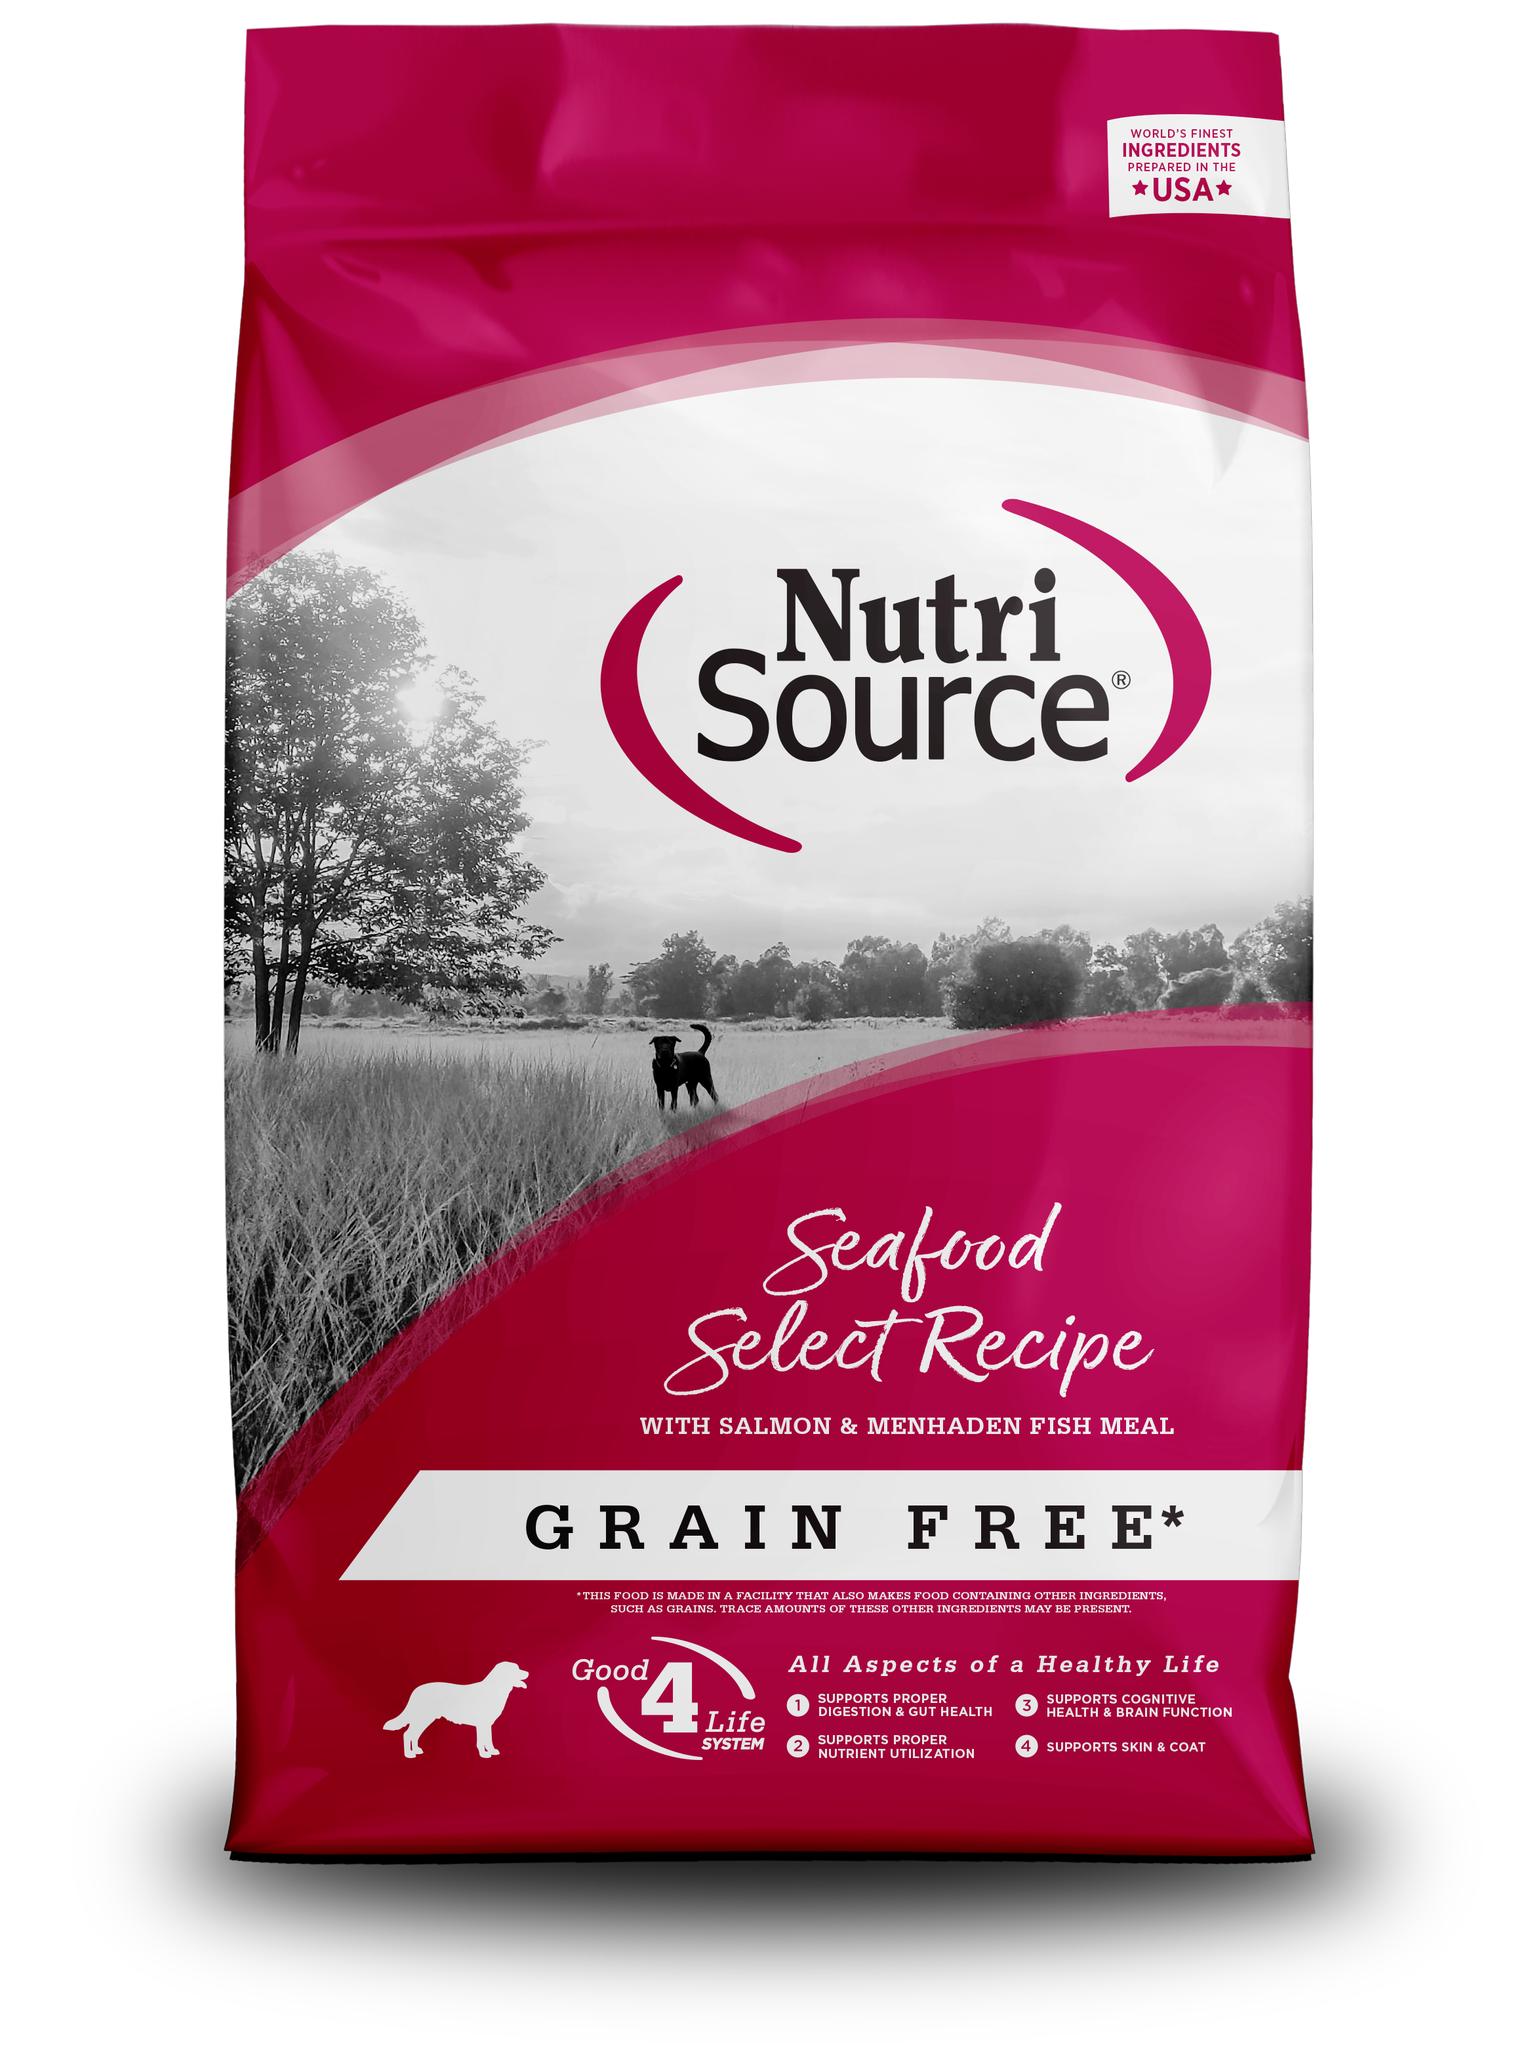 WORLD'S FINEST
INGREDIENTS
PREPARED IN THE
★USA★
Nutri
Source®
Seafood
Select Recipe
WITH SALMON & MENHADEN FISH MEAL
GRAIN FREE*
*THIS FOOD IS MADE IN A FACILITY THAT ALSO MAKES FOOD CONTAINING OTHER INGREDIENTS,
SUCH AS GRAINS. TRACE AMOUNTS OF THESE OTHER INGREDIENTS MAY BE PRESENT.
Good
4
Life
SYSTEM
All Aspects of a Healthy Life
1 SUPPORTS PROPER
DIGESTION & GUT HEALTH
2 SUPPORTS PROPER
NUTRIENT UTILIZATION
3 SUPPORTS COGNITIVE
HEALTH & BRAIN FUNCTION
4 SUPPORTS SKIN & COAT